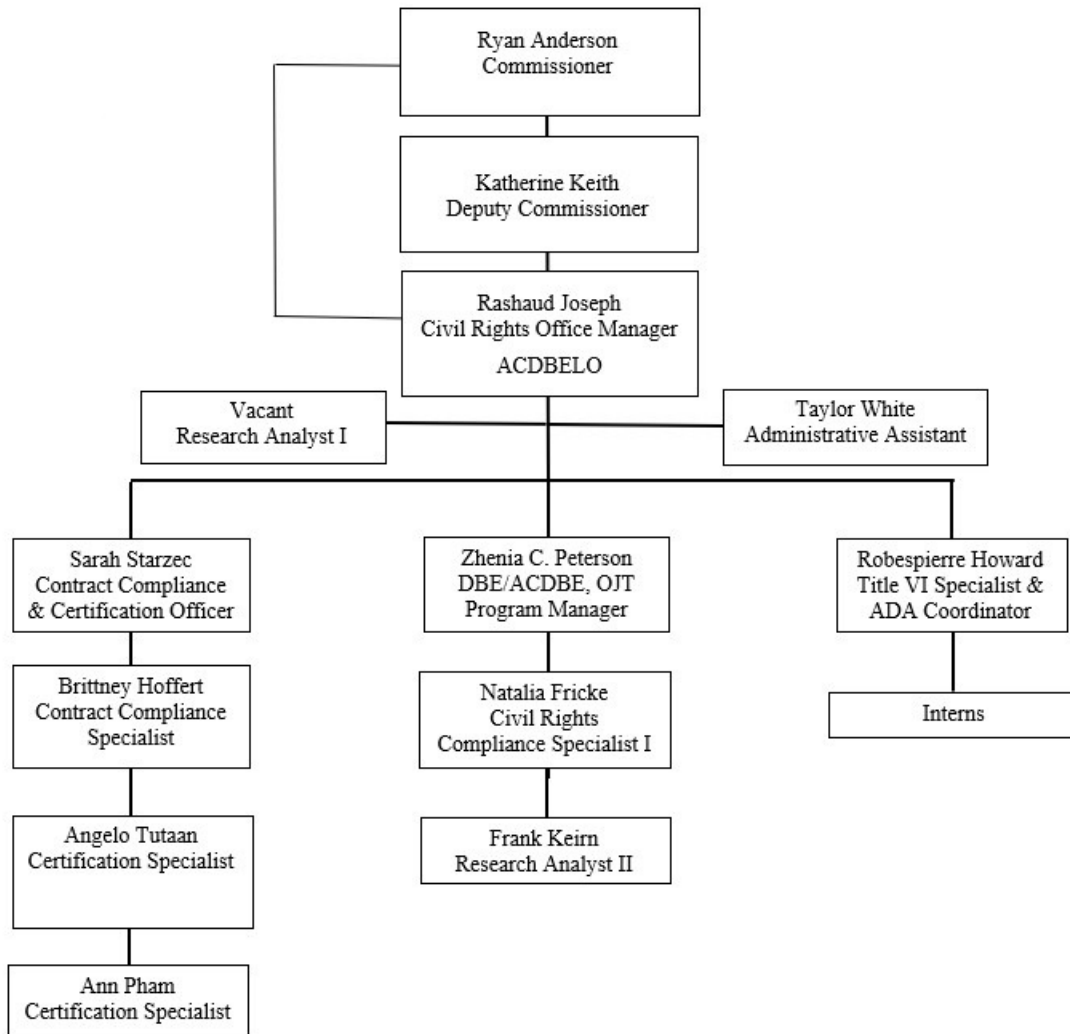 Ryan Anderson
Commissioner
Katherine Keith
Deputy Commissioner
Rashaud Joseph
Civil Rights Office Manager
ACDBELO
Vacant
Research Analyst I
Taylor White
Administrative Assistant
Sarah Starzec
Contract Compliance
& Certification Officer
Zhenia C. Peterson
DBE/ACDBE, OJT
Program Manager
Robespierre Howard
Title VI Specialist &
ADA Coordinator
Brittney Hoffert
Contract Compliance
Specialist
Natalia Fricke
Civil Rights
Compliance Specialist I
Interns
Angelo Tutaan
Certification Specialist
Frank Keirn
Research Analyst II
Ann Pham
Certification Specialist